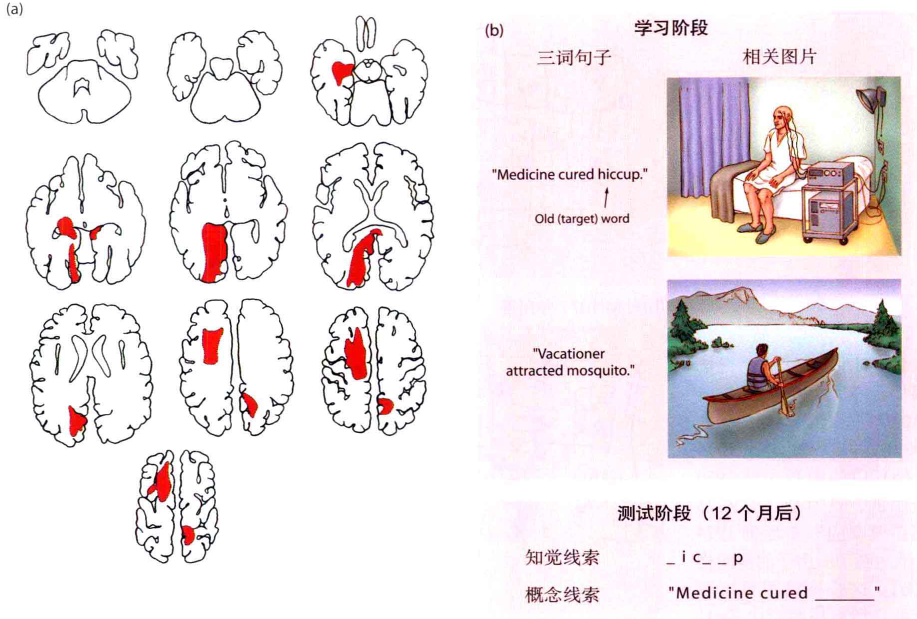 (a)
(b)
学习阶段
三词句子
相关图片
"Medicine cured hiccup."
Old (target) word
"Vacationer
attracted mosquito."
测试阶段（12 个月后）
知觉线索
_ i c _ _ p
概念线索
"Medicine cured ______"